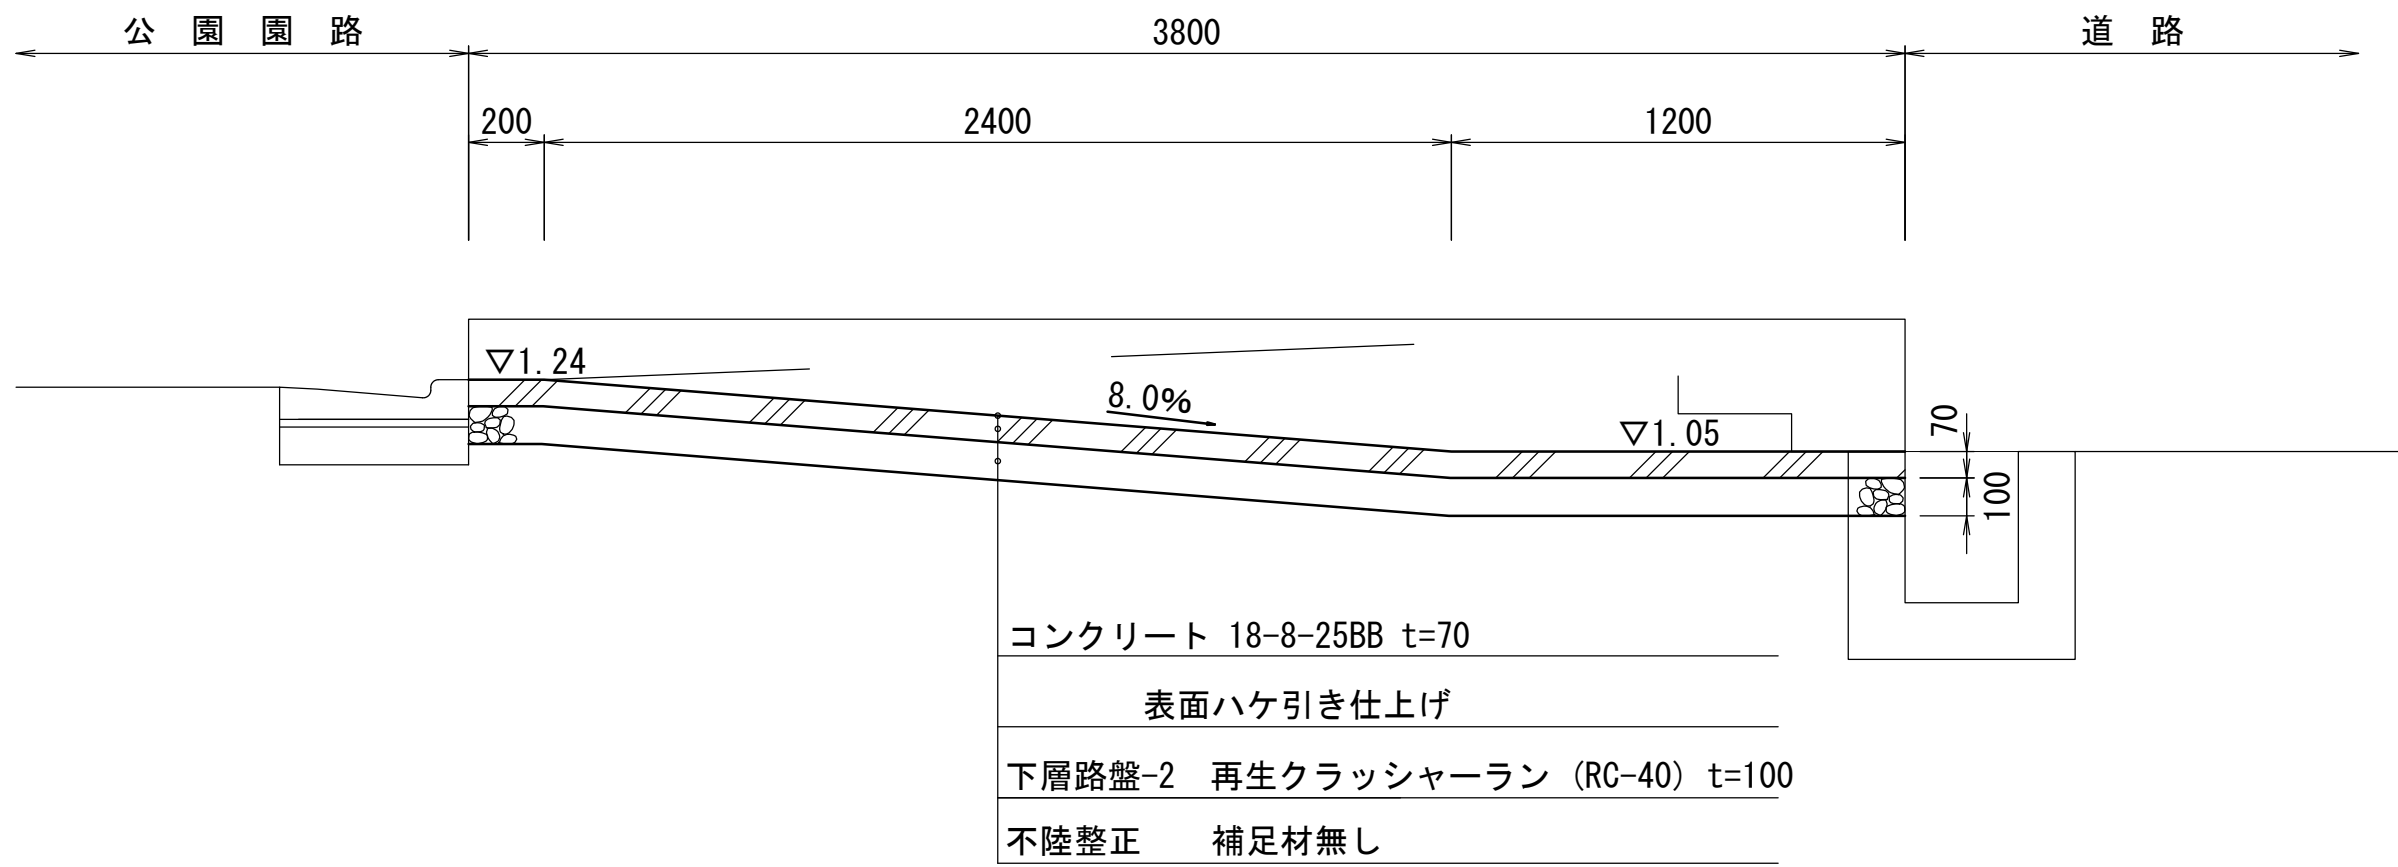 公 園 園 路
3800
道 路
200
2400
1200
▽1.24
8.0%
▽1.05
70
100
コンクリート 18-8-25BB t=70
表面ハケ引き仕上げ
下層路盤-2 再生クラッシャーラン (RC-40) t=100
不陸整正 補足材無し